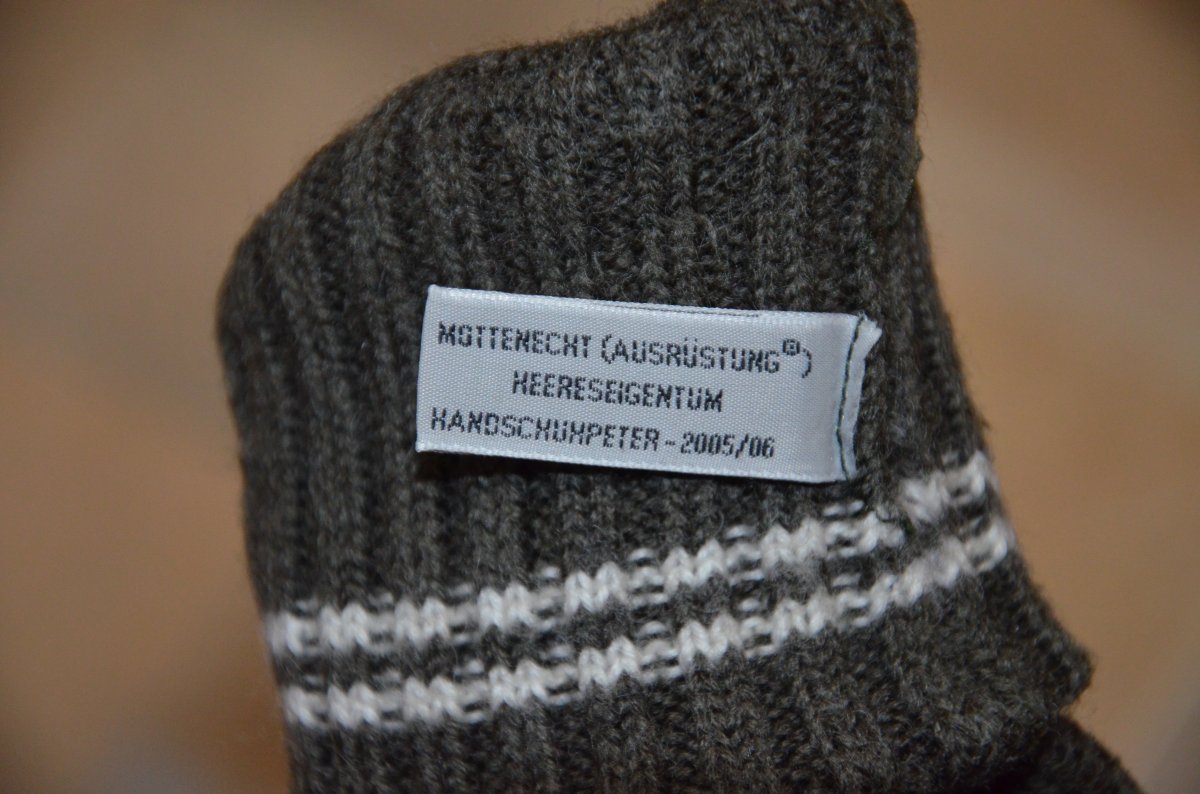 MOTTENECHT (AUSRÜSTUNG®)
HEERESEIGENTUM
HANDSCHUHPETER - 2005/06